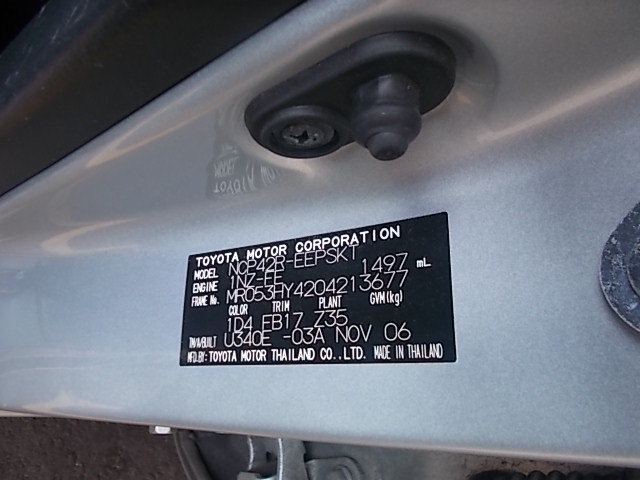 TOYOTA MOTOR CORPORATION
MODEL NCP42R-EEPSKT
ENGINE 1NZ-FE 1497 mL
FRAME No. MR053HY4204213677
COLOR TRIM PLANT GVM(kg)
1D4 FB17 Z35
TM/AX/BUILT U340E -03A NOV 06
MFD.BY: TOYOTA MOTOR THAILAND CO.,LTD. MADE IN THAILAND